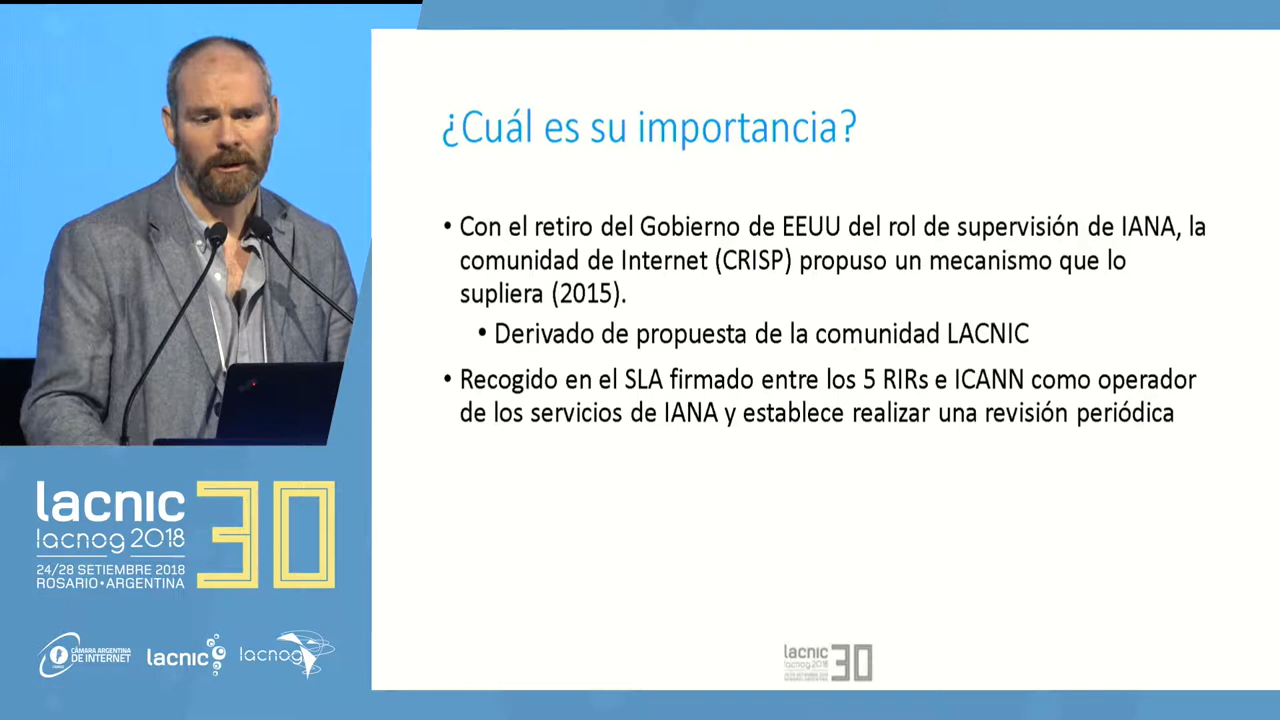 ¿Cuál es su importancia?
• Con el retiro del Gobierno de EEUU del rol de supervisión de IANA, la
comunidad de Internet (CRISP) propuso un mecanismo que lo
supliera (2015).
• Derivado de propuesta de la comunidad LACNIC
• Recogido en el SLA firmado entre los 5 RIRs e ICANN como operador
de los servicios de IANA y establece realizar una revisión periódica
lacnic 30
lacnog 2018
24/28 SETIEMBRE 2018
ROSARIO • ARGENTINA
CÁMARA ARGENTINA
DE INTERNET
lacnic
lacnog
lacnic 30
lacnog 2018